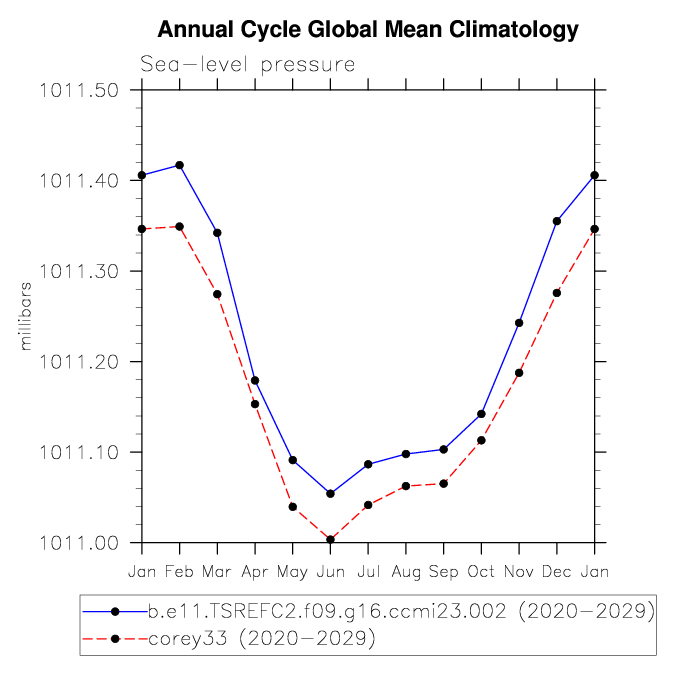 Annual Cycle Global Mean Climatology
Sea-level pressure
1011.50
1011.40
1011.30
1011.20
1011.10
1011.00
millibars
Jan Feb Mar Apr May Jun Jul Aug Sep Oct Nov Dec Jan
b.e11.TSREFC2.f09.g16.ccmi23.002 (2020-2029)
corey33 (2020-2029)